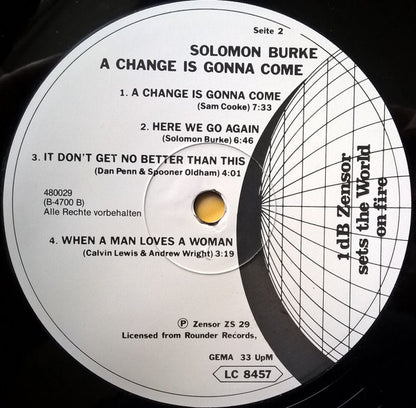 Seite 2
SOLOMON BURKE
A CHANGE IS GONNA COME
1. A CHANGE IS GONNA COME
(Sam Cooke) 7:33
2. HERE WE GO AGAIN
(Solomon Burke) 6:46
3. IT DON'T GET NO BETTER THAN THIS
(Dan Penn & Spooner Oldham) 4:01
480029
(B-4700 B)
Alle Rechte vorbehalten
4. WHEN A MAN LOVES A WOMAN
(Calvin Lewis & Andrew Wright) 3:19
Ⓟ Zensor ZS 29
Licensed from Rounder Records,
GEMA 33 UpM
LC 8457
1 dB Zensor
sets the World
on fire